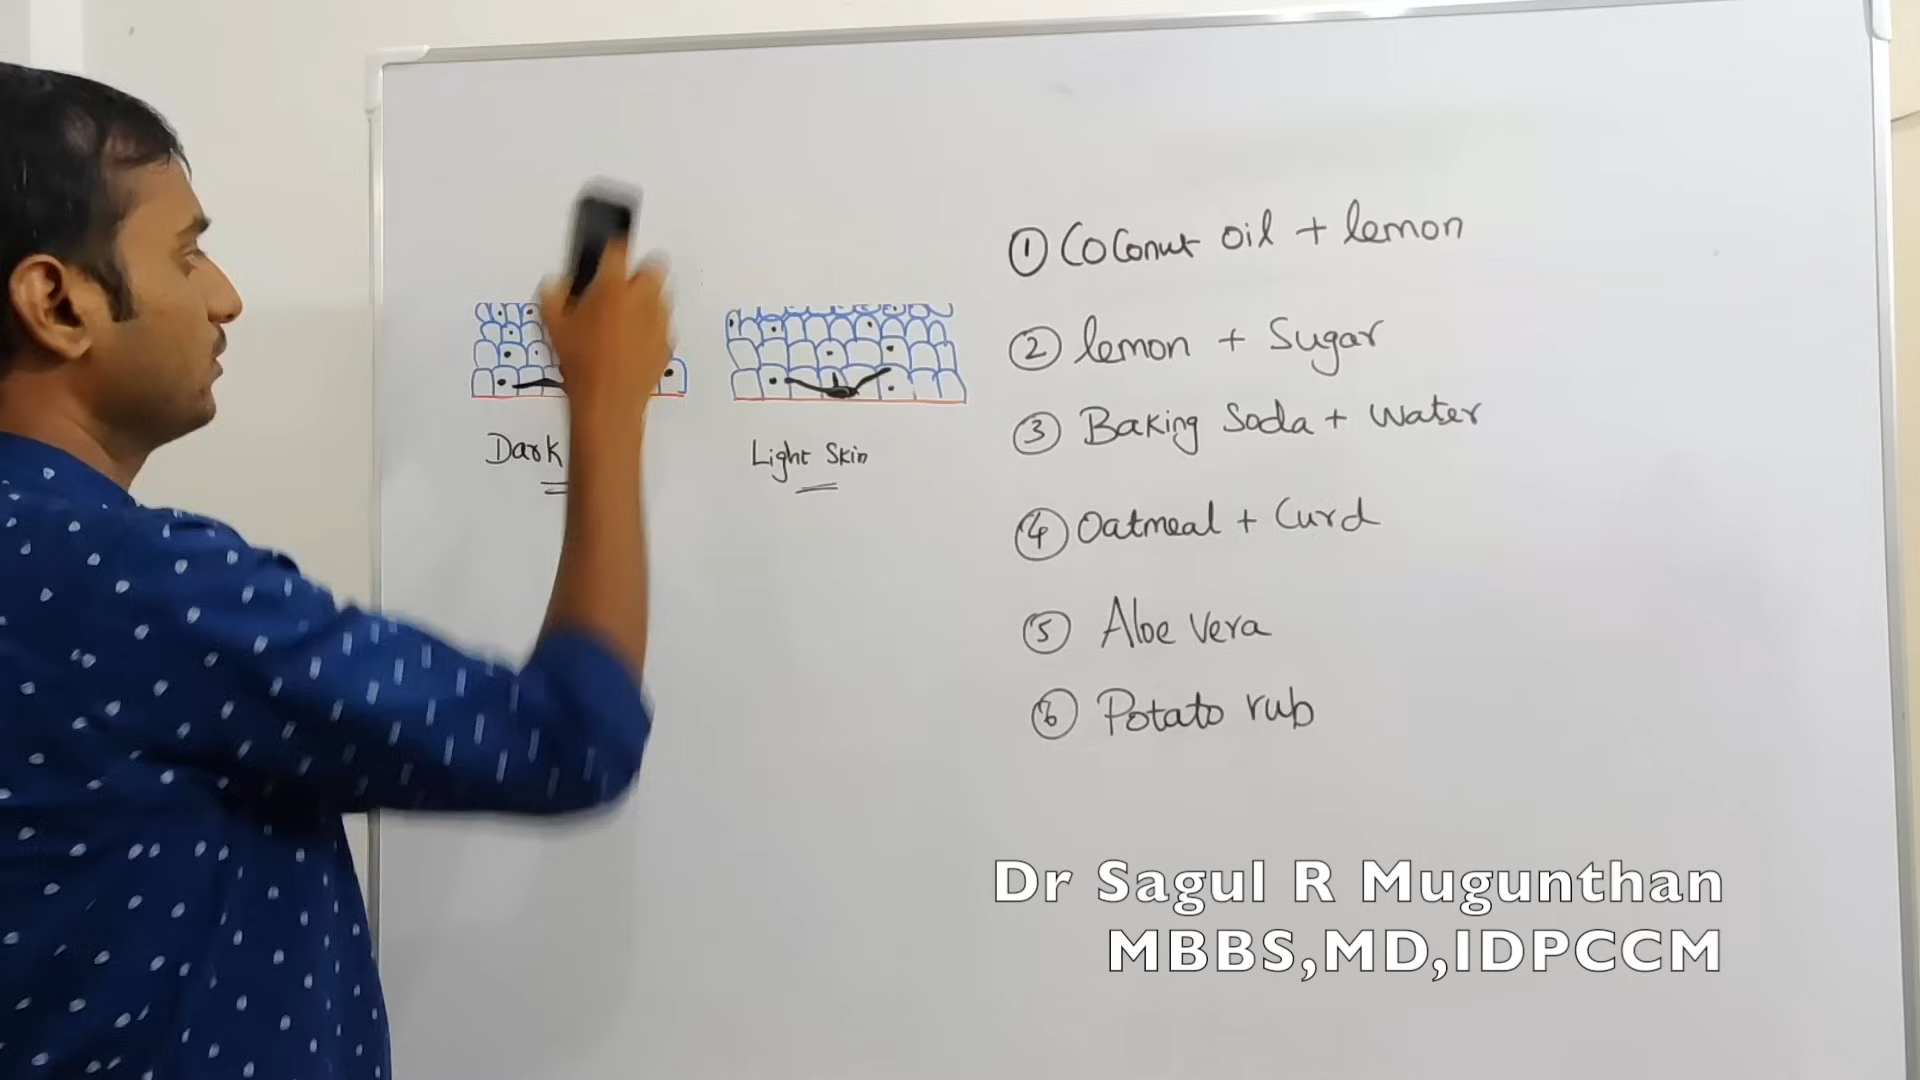 ① Coconut oil + lemon
② lemon + Sugar
③ Baking Soda + Water
④ Oatmeal + Curd
⑤ Aloe vera
⑥ Potato rub
Dark
Light Skin
Dr Sagul R Mugunthan
MBBS,MD,IDPCCM